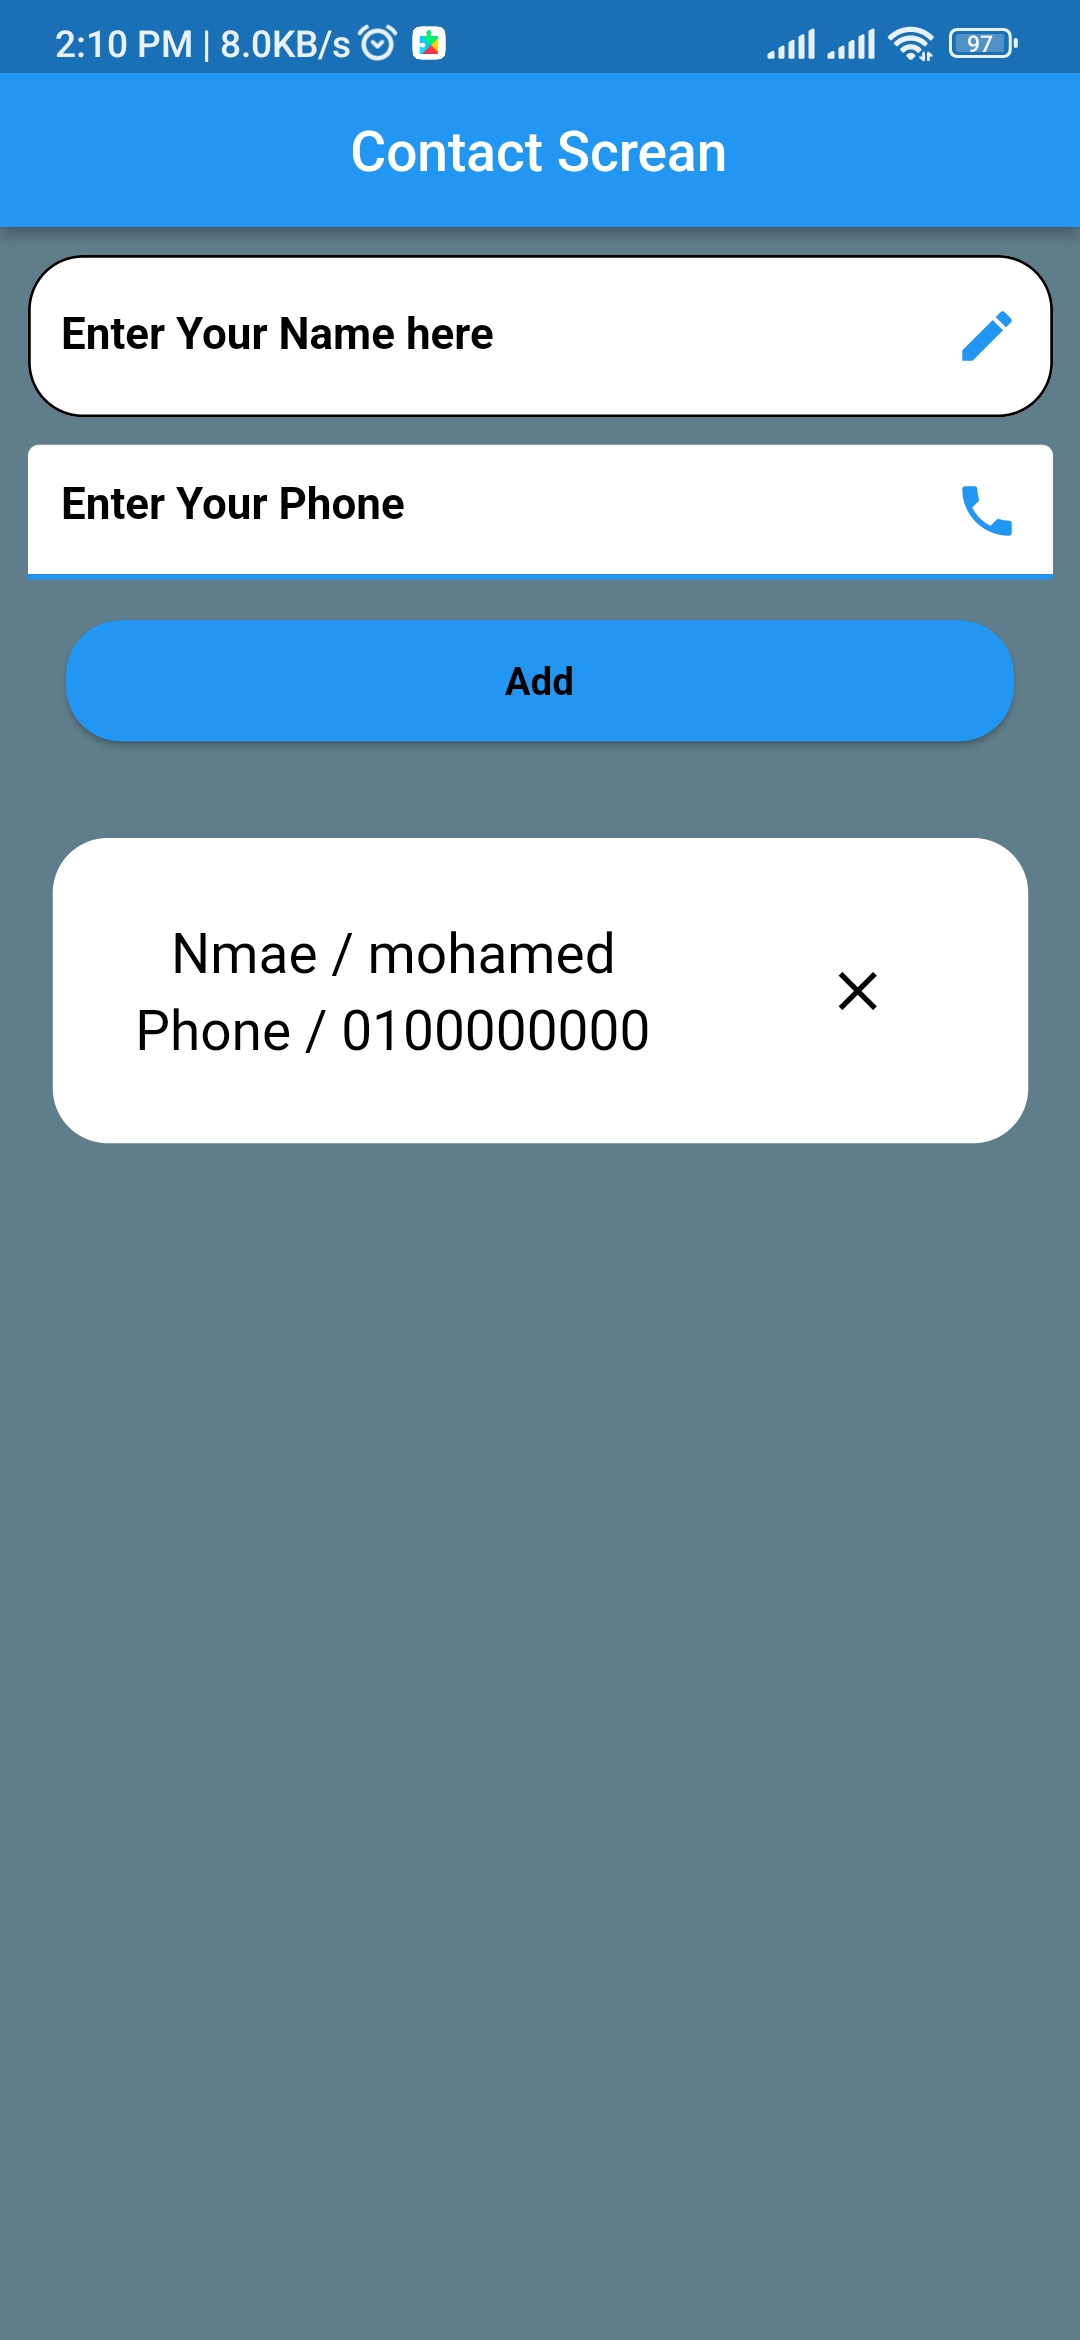 2:10 PM | 8.0KB/s 97
Contact Screan
Enter Your Name here
Enter Your Phone
Add
Nmae / mohamed
Phone / 0100000000